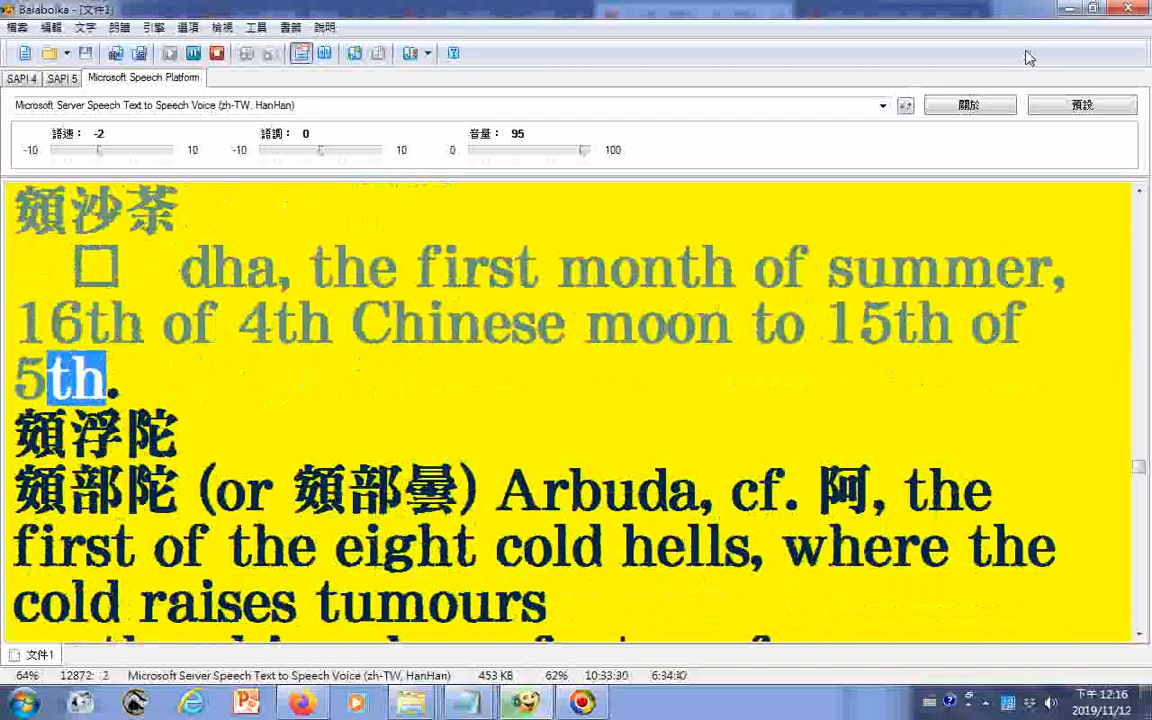 Balabolka - [文件1]
檔案 編輯 文字 朗讀 引擎 選項 檢視 工具 書籤 說明
SAPI 4 SAPI 5 Microsoft Speech Platform
Microsoft Server Speech Text to Speech Voice (zh-TW, HanHan)
關於 預設
語速： -2 語調： 0 音量： 95
-10 10 -10 10 0 100
頞沙荼
□ dha, the first month of summer,
16th of 4th Chinese moon to 15th of
5th.
頞浮陀
頞部陀 (or 頞部曇) Arbuda, cf. 阿, the
first of the eight cold hells, where the
cold raises tumours
文件1
64% 12872: 2 Microsoft Server Speech Text to Speech Voice (zh-TW, HanHan) 453 KB 62% 10:33:30
下午 12:16
2019/11/12